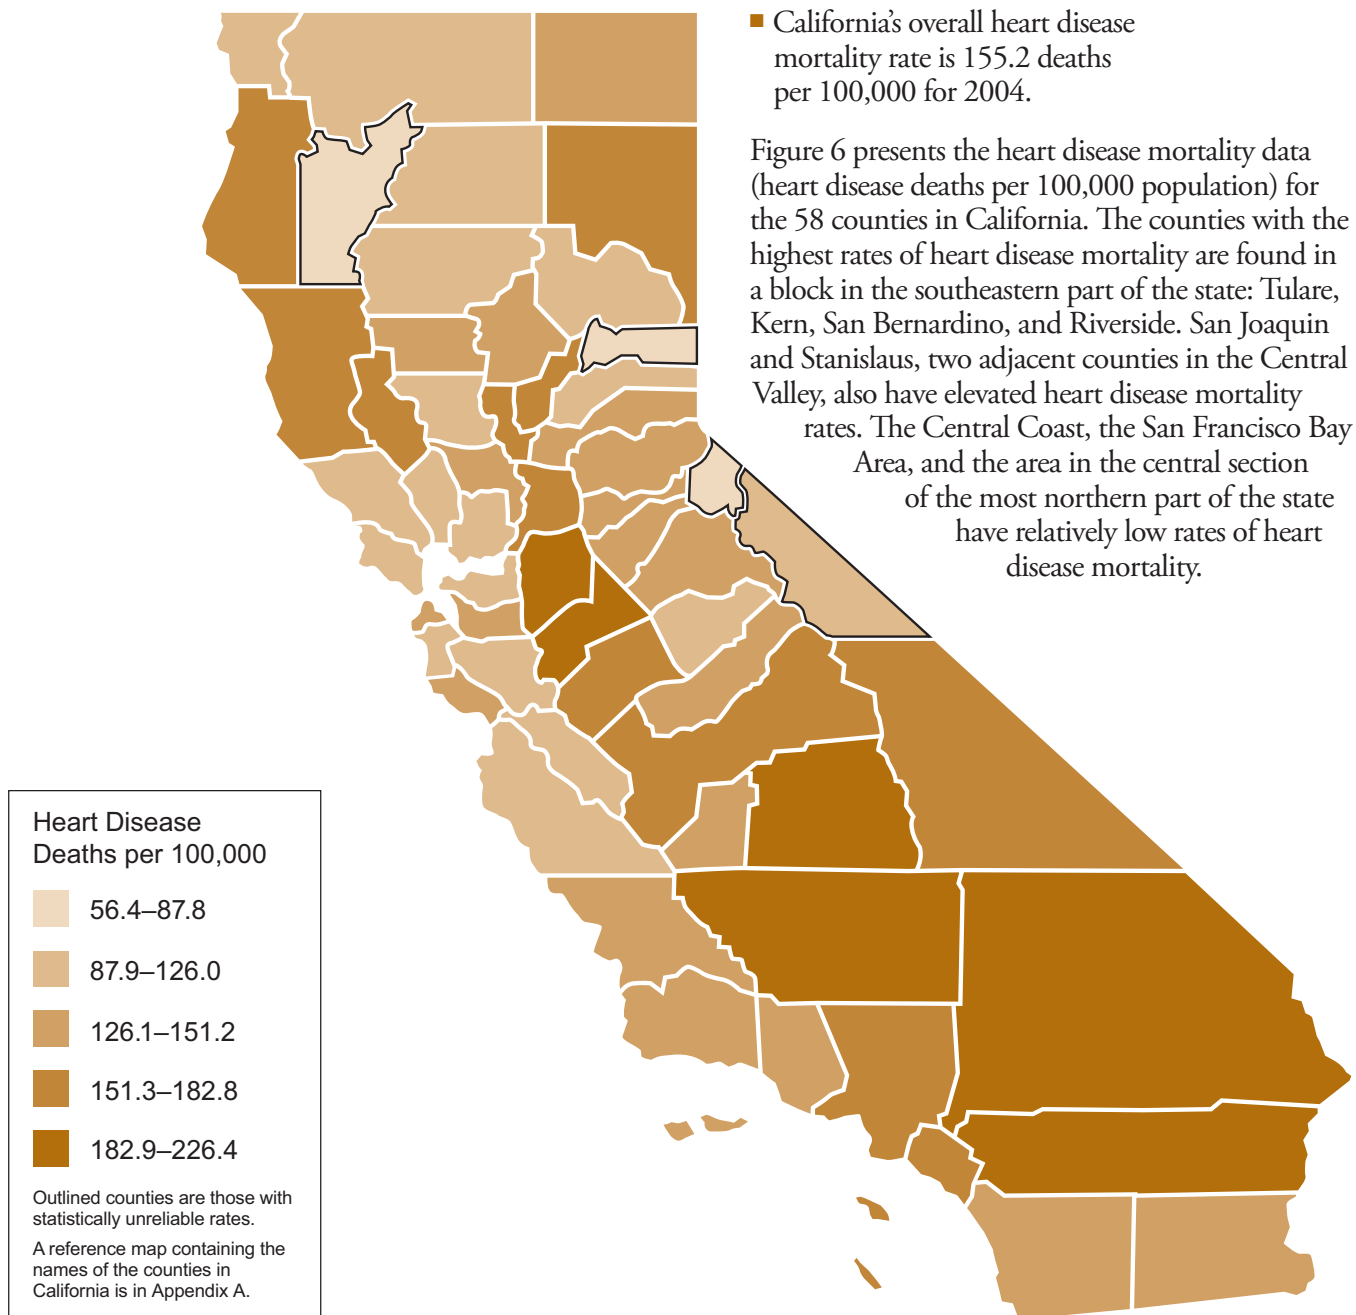 ■ California’s overall heart disease
mortality rate is 155.2 deaths
per 100,000 for 2004.
Figure 6 presents the heart disease mortality data
(heart disease deaths per 100,000 population) for
the 58 counties in California. The counties with the
highest rates of heart disease mortality are found in
a block in the southeastern part of the state: Tulare,
Kern, San Bernardino, and Riverside. San Joaquin
and Stanislaus, two adjacent counties in the Central
Valley, also have elevated heart disease mortality
rates. The Central Coast, the San Francisco Bay
Area, and the area in the central section
of the most northern part of the state
have relatively low rates of heart
disease mortality.
Heart Disease
Deaths per 100,000
56.4–87.8
87.9–126.0
126.1–151.2
151.3–182.8
182.9–226.4
Outlined counties are those with
statistically unreliable rates.
A reference map containing the
names of the counties in
California is in Appendix A.